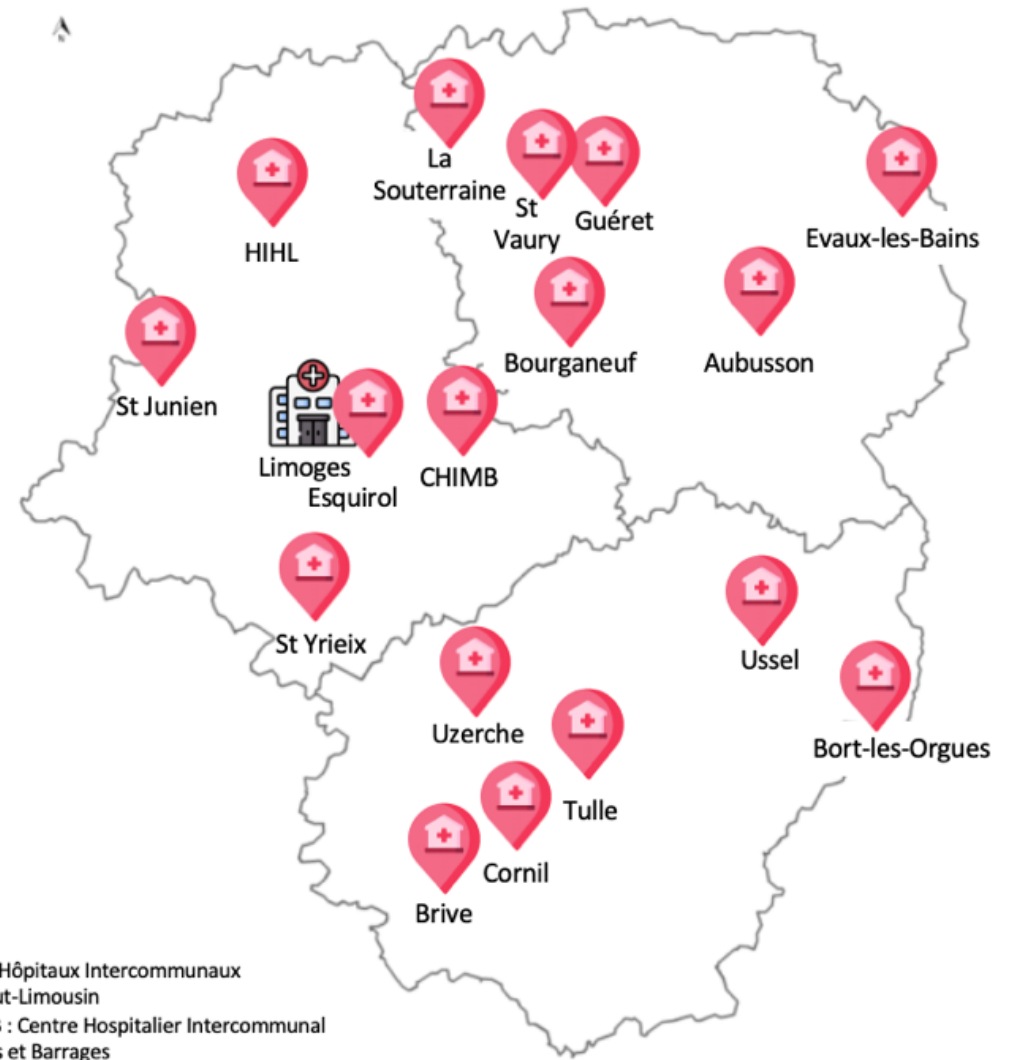 N
La
Souterraine
St
Vaury
Guéret
Evaux-les-Bains
HIHL
Bourganeuf
Aubusson
St Junien
Limoges
Esquirol
CHIMB
St Yrieix
Ussel
Uzerche
Bort-les-Orgues
Tulle
Cornil
Brive
Hôpitaux Intercommunaux
ut-Limousin
: Centre Hospitalier Intercommunal
s et Barrages